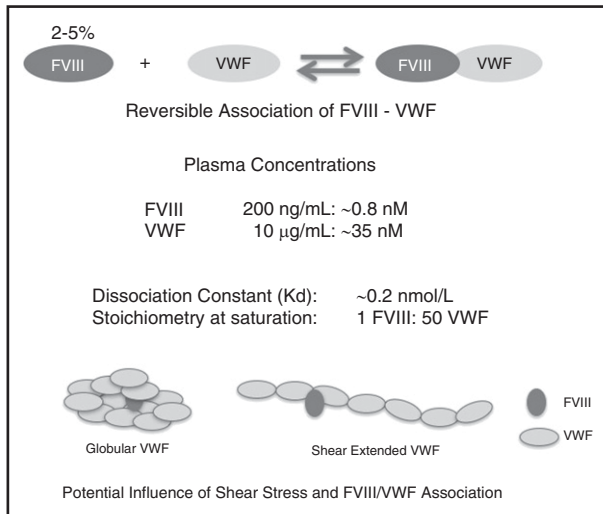 2-5%
FVIII + VWF FVIII VWF
Reversible Association of FVIII - VWF
Plasma Concentrations
FVIII 200 ng/mL: ~0.8 nM
VWF 10 μg/mL: ~35 nM
Dissociation Constant (Kd): ~0.2 nmol/L
Stoichiometry at saturation: 1 FVIII: 50 VWF
FVIII
VWF
Globular VWF Shear Extended VWF
Potential Influence of Shear Stress and FVIII/VWF Association